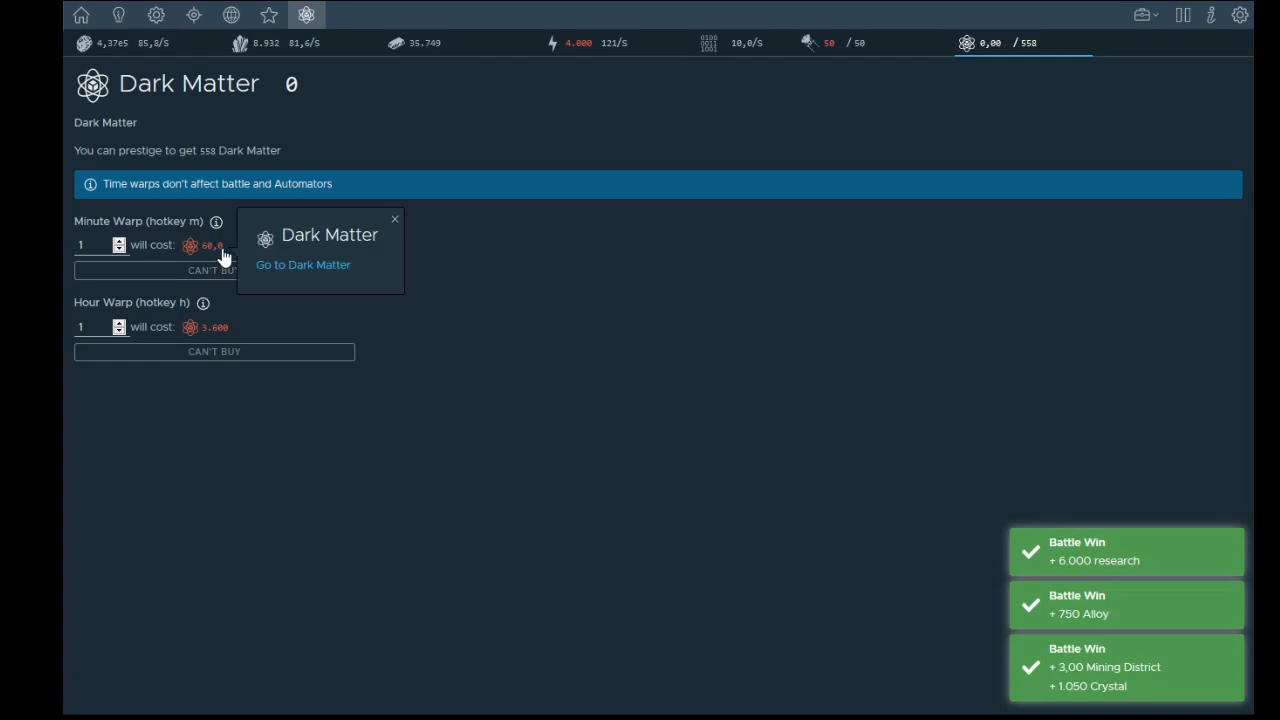 4,37e5 85,8/S 8.932 81,6/S 35.749 4.000 121/S 10,0/S 50 / 50 0,00 / 558
Dark Matter 0
Dark Matter
You can prestige to get 558 Dark Matter
Time warps don't affect battle and Automators
Minute Warp (hotkey m)
1 will cost: 60,0
CAN'T BUY
Dark Matter
Go to Dark Matter
Hour Warp (hotkey h)
1 will cost: 3.600
CAN'T BUY
Battle Win
+ 6.000 research
Battle Win
+ 750 Alloy
Battle Win
+ 3,00 Mining District
+ 1.050 Crystal